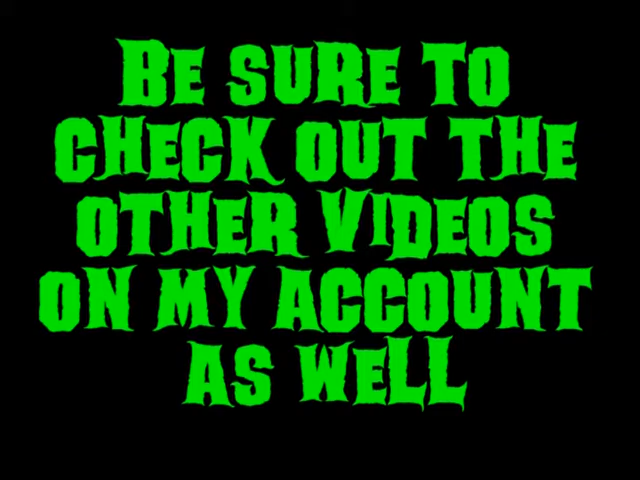 Be sure to
check out the
other videos
on my account
as well